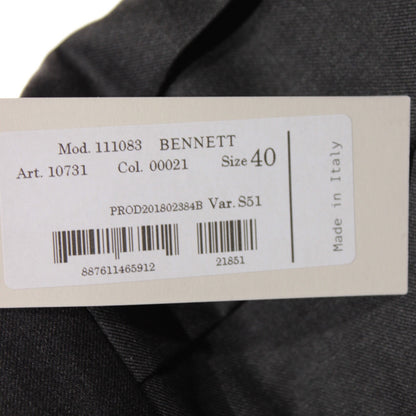 Mod. 111083 BENNETT
Art. 10731 Col. 00021 Size 40
PROD201802384B Var. S51
887611465912 21851
Made in Italy